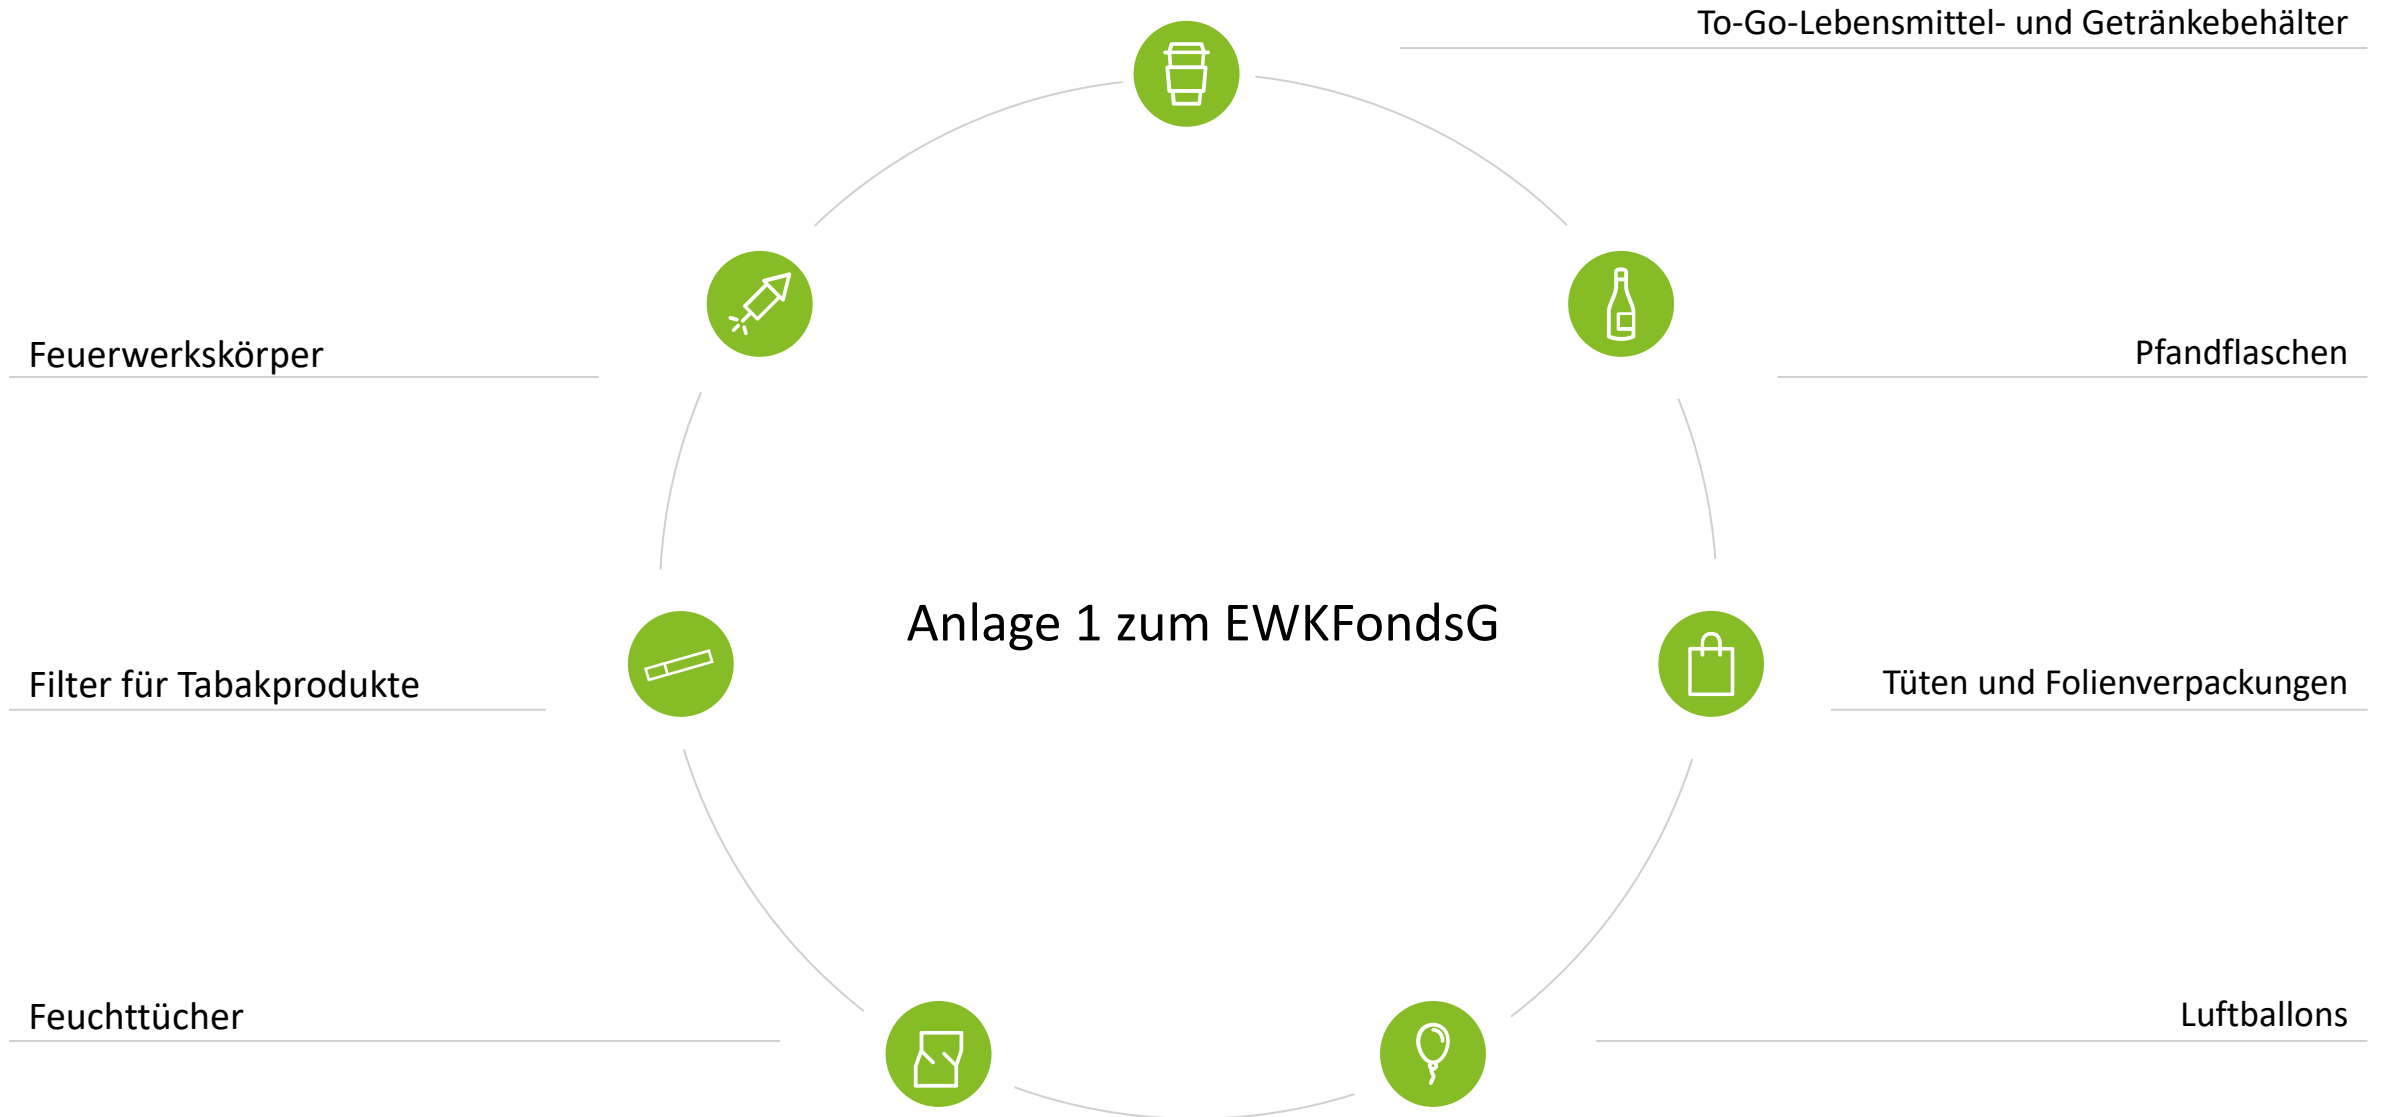 To-Go-Lebensmittel- und Getränkebehälter
Feuerwerkskörper
Pfandflaschen
Anlage 1 zum EWKFondsG
Filter für Tabakprodukte
Tüten und Folienverpackungen
Feuchttücher
Luftballons